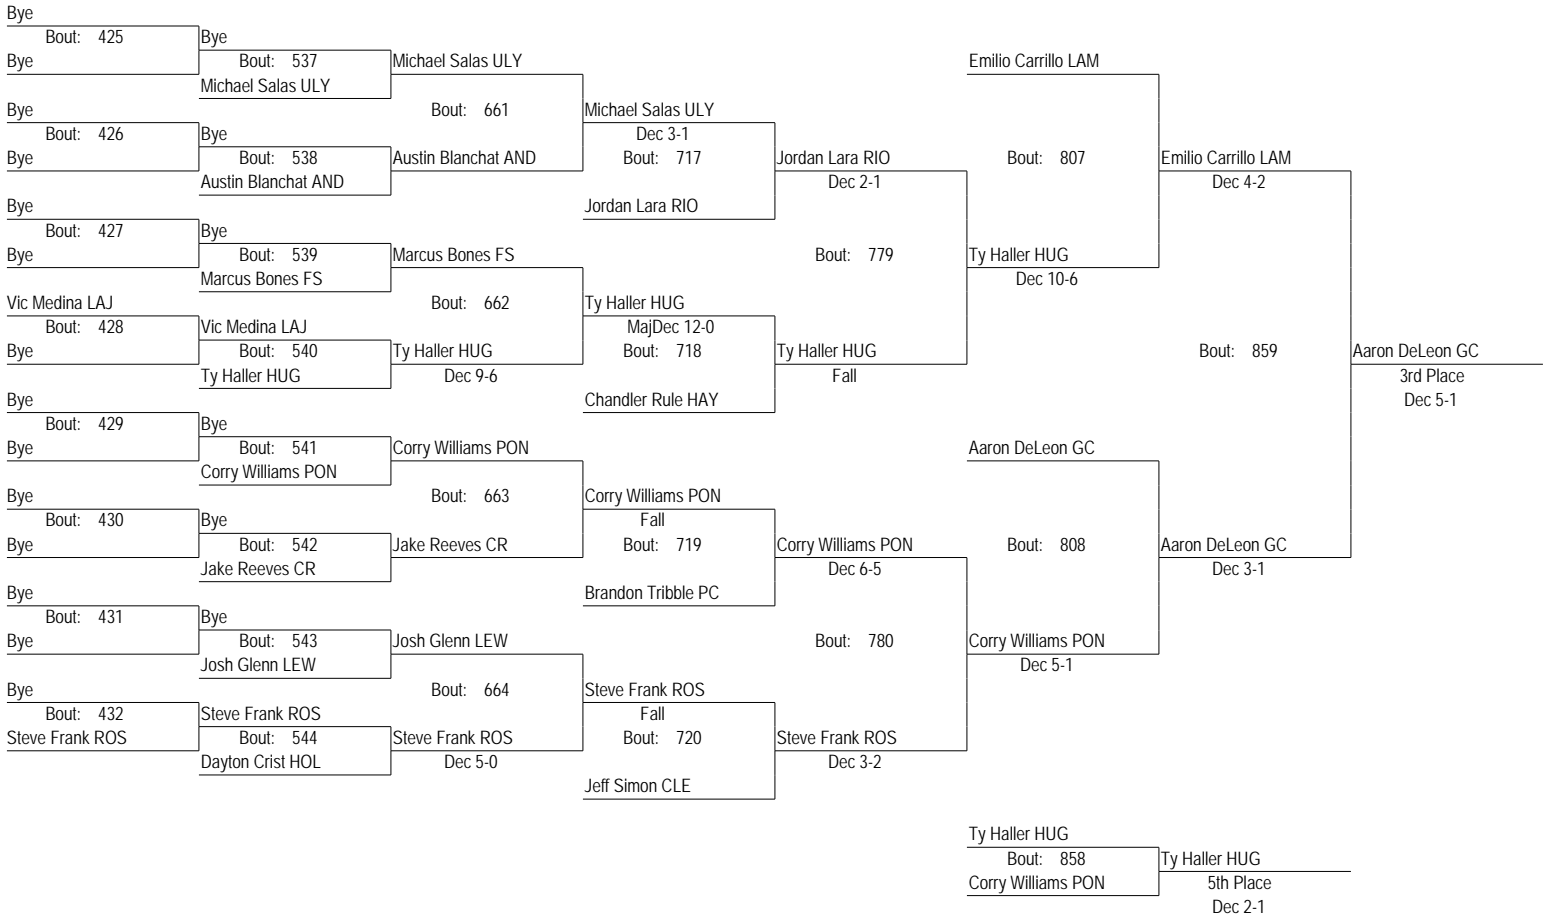 Bye
Bout: 425
Bye
Bye
Bout: 426
Bye
Bye
Bout: 427
Bye
Vic Medina LAJ
Bout: 428
Bye
Bye
Bout: 429
Bye
Bye
Bout: 430
Bye
Bye
Bout: 431
Bye
Bye
Bout: 432
Steve Frank ROS
Bye
Bout: 537
Michael Salas ULY
Bye
Bout: 538
Austin Blanchat AND
Bye
Bout: 539
Marcus Bones FS
Vic Medina LAJ
Bout: 540
Ty Haller HUG
Bye
Bout: 541
Corry Williams PON
Bye
Bout: 542
Jake Reeves CR
Bye
Bout: 543
Josh Glenn LEW
Steve Frank ROS
Bout: 544
Dayton Crist HOL
Michael Salas ULY
Bout: 661
Austin Blanchat AND
Marcus Bones FS
Bout: 662
Ty Haller HUG
Dec 9-6
Corry Williams PON
Bout: 663
Jake Reeves CR
Josh Glenn LEW
Bout: 664
Steve Frank ROS
Dec 5-0
Michael Salas ULY
Dec 3-1
Bout: 717
Jordan Lara RIO
Ty Haller HUG
MajDec 12-0
Bout: 718
Chandler Rule HAY
Corry Williams PON
Fall
Bout: 719
Brandon Tribble PC
Steve Frank ROS
Fall
Bout: 720
Jeff Simon CLE
Jordan Lara RIO
Dec 2-1
Bout: 779
Ty Haller HUG
Fall
Corry Williams PON
Dec 6-5
Bout: 780
Steve Frank ROS
Dec 3-2
Emilio Carrillo LAM
Bout: 807
Ty Haller HUG
Dec 10-6
Aaron DeLeon GC
Bout: 808
Corry Williams PON
Dec 5-1
Emilio Carrillo LAM
Dec 4-2
Bout: 859
Aaron DeLeon GC
Dec 3-1
Aaron DeLeon GC
3rd Place
Dec 5-1
Ty Haller HUG
Bout: 858
Corry Williams PON
Ty Haller HUG
5th Place
Dec 2-1